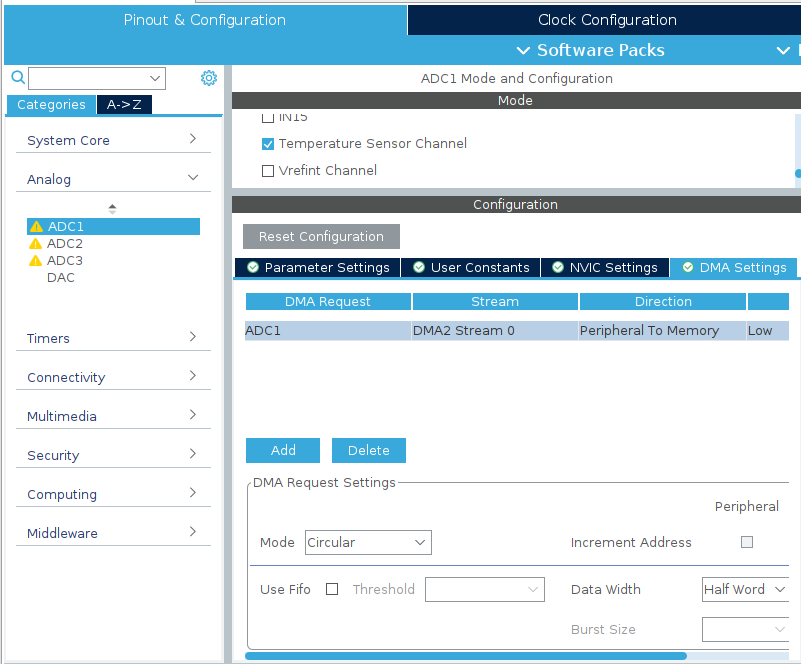 Pinout & Configuration
Clock Configuration
Software Packs
ADC1 Mode and Configuration
Categories
A->Z
Mode
IN15
System Core
Temperature Sensor Channel
Vrefint Channel
Analog
Configuration
ADC1
ADC2
ADC3
DAC
Reset Configuration
Parameter Settings
User Constants
NVIC Settings
DMA Settings
DMA Request
Stream
Direction
ADC1
DMA2 Stream 0
Peripheral To Memory
Low
Timers
Connectivity
Multimedia
Security
Computing
Middleware
Add
Delete
DMA Request Settings
Peripheral
Mode
Circular
Increment Address
Use Fifo
Threshold
Data Width
Half Word
Burst Size